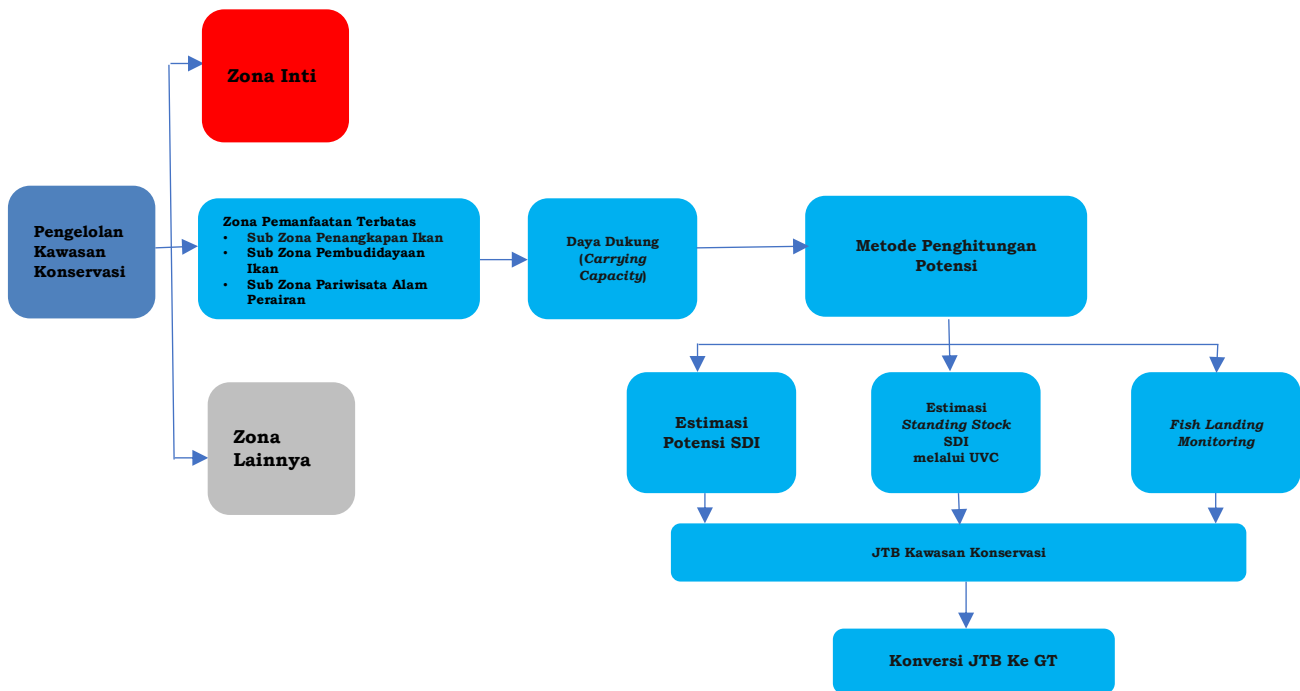 Zona Inti
Pengelolan
Kawasan
Konservasi
Zona Pemanfaatan Terbatas
• Sub Zona Penangkapan Ikan
• Sub Zona Pembudidayaan
Ikan
• Sub Zona Pariwisata Alam
Perairan
Daya Dukung
(Carrying
Capacity)
Metode Penghitungan
Potensi
Zona
Lainnya
Estimasi
Potensi SDI
Estimasi
Standing Stock
SDI
melalui UVC
Fish Landing
Monitoring
JTB Kawasan Konservasi
Konversi JTB Ke GT